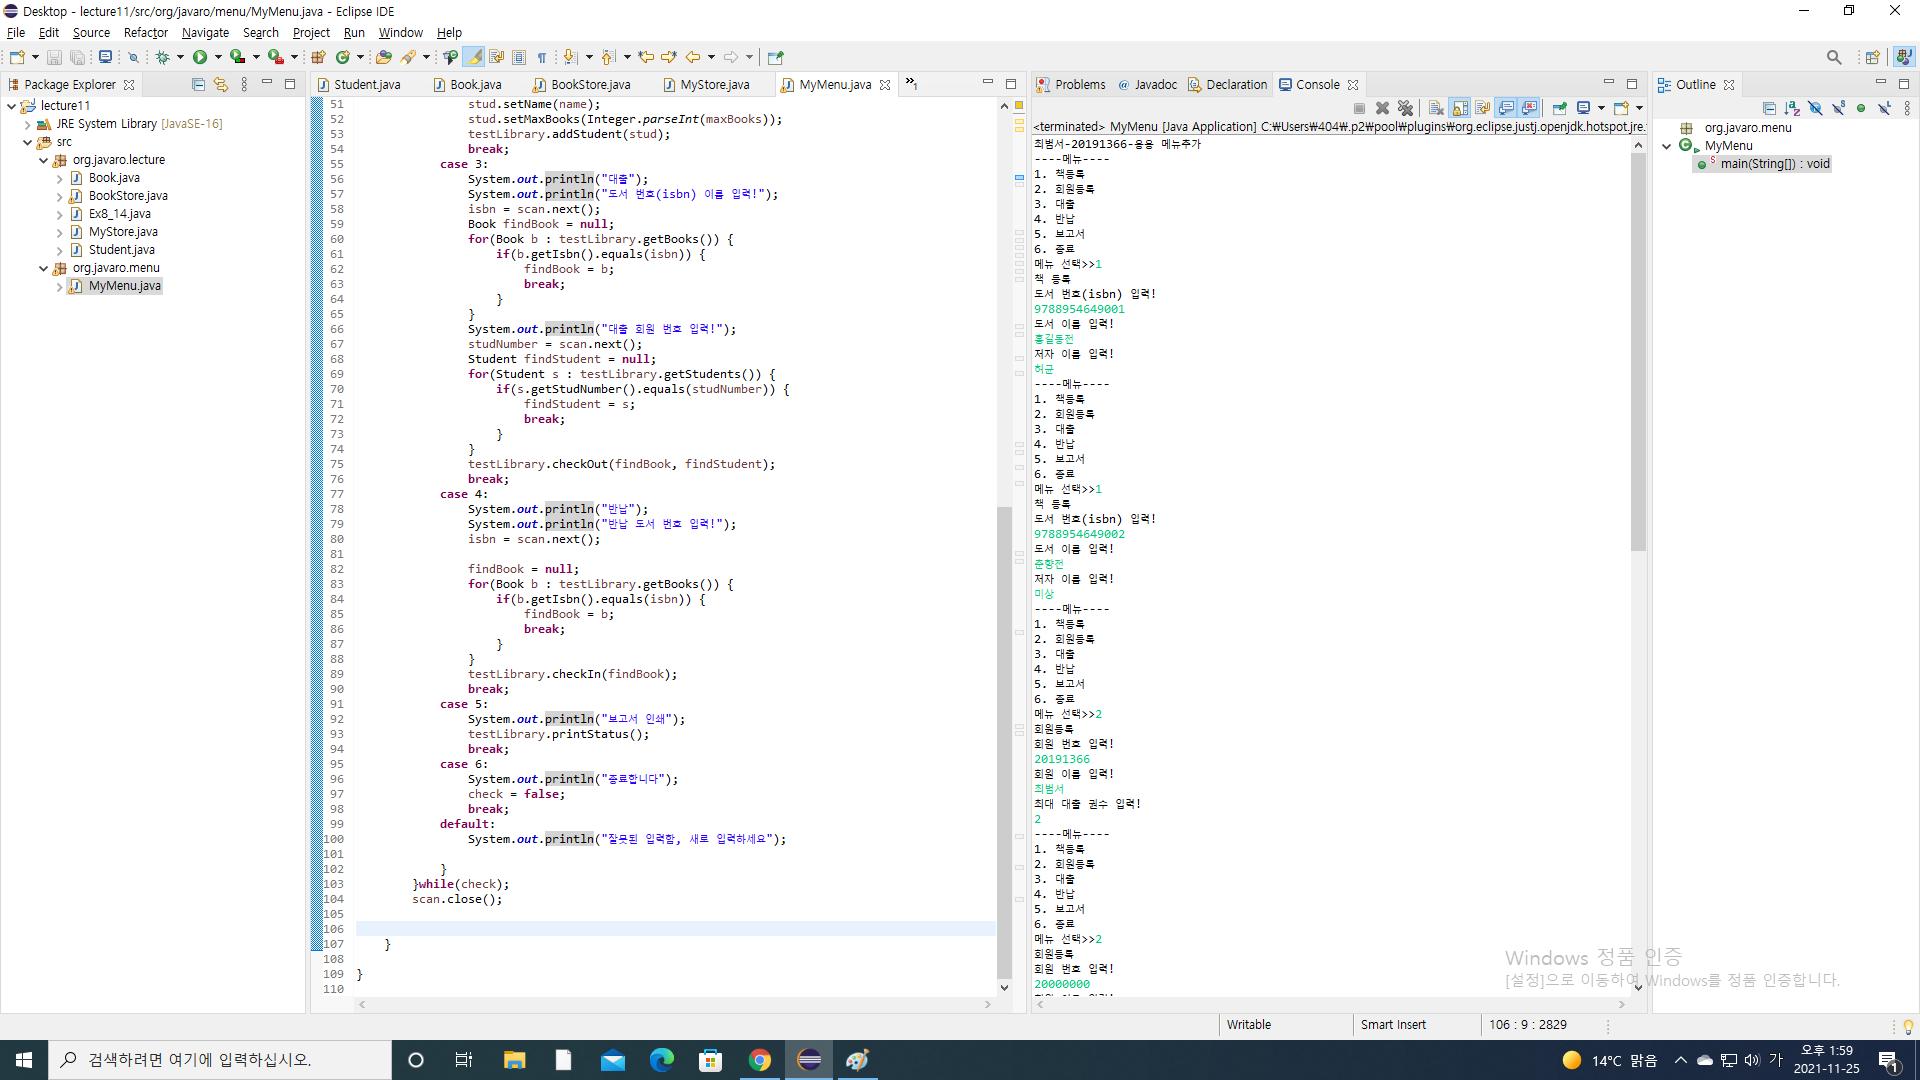 Desktop - lecture11/src/org/javaro/menu/MyMenu.java - Eclipse IDE
File Edit Source Refactor Navigate Search Project Run Window Help
Package Explorer
lecture11
JRE System Library [JavaSE-16]
src
org.javaro.lecture
Book.java
BookStore.java
Ex8_14.java
MyStore.java
Student.java
org.javaro.menu
MyMenu.java
Student.java Book.java BookStore.java MyStore.java MyMenu.java »1
51 stud.setName(name);
52 stud.setMaxBooks(Integer.parseInt(maxBooks));
53 testLibrary.addStudent(stud);
54 break;
55 case 3:
56 System.out.println("대출");
57 System.out.println("도서 번호(isbn) 이름 입력!");
58 isbn = scan.next();
59 Book findBook = null;
60 for(Book b : testLibrary.getBooks()) {
61 if(b.getIsbn().equals(isbn)) {
62 findBook = b;
63 break;
64 }
65 }
66 System.out.println("대출 회원 번호 입력!");
67 studNumber = scan.next();
68 Student findStudent = null;
69 for(Student s : testLibrary.getStudents()) {
70 if(s.getStudNumber().equals(studNumber)) {
71 findStudent = s;
72 break;
73 }
74 }
75 testLibrary.checkOut(findBook, findStudent);
76 break;
77 case 4:
78 System.out.println("반납");
79 System.out.println("반납 도서 번호 입력!");
80 isbn = scan.next();
81
82 findBook = null;
83 for(Book b : testLibrary.getBooks()) {
84 if(b.getIsbn().equals(isbn)) {
85 findBook = b;
86 break;
87 }
88 }
89 testLibrary.checkIn(findBook);
90 break;
91 case 5:
92 System.out.println("보고서 인쇄");
93 testLibrary.printStatus();
94 break;
95 case 6:
96 System.out.println("종료합니다");
97 check = false;
98 break;
99 default:
100 System.out.println("잘못된 입력함, 새로 입력하세요");
101
102 }
103 }while(check);
104 scan.close();
105
106
107 }
108
109 }
110
Problems Javadoc Declaration Console
<terminated> MyMenu [Java Application] C:₩Users₩404₩.p2₩pool₩plugins₩org.eclipse.justj.openjdk.hotspot.jre.
최범서-20191366-응용 메뉴추가
----메뉴----
1. 책등록
2. 회원등록
3. 대출
4. 반납
5. 보고서
6. 종료
메뉴 선택>>1
책 등록
도서 번호(isbn) 입력!
9788954649001
도서 이름 입력!
홍길동전
저자 이름 입력!
허균
----메뉴----
1. 책등록
2. 회원등록
3. 대출
4. 반납
5. 보고서
6. 종료
메뉴 선택>>1
책 등록
도서 번호(isbn) 입력!
9788954649002
도서 이름 입력!
춘향전
저자 이름 입력!
미상
----메뉴----
1. 책등록
2. 회원등록
3. 대출
4. 반납
5. 보고서
6. 종료
메뉴 선택>>2
회원등록
회원 번호 입력!
20191366
회원 이름 입력!
최범서
최대 대출 권수 입력!
2
----메뉴----
1. 책등록
2. 회원등록
3. 대출
4. 반납
5. 보고서
6. 종료
메뉴 선택>>2
회원등록
회원 번호 입력!
20000000
Outline
org.javaro.menu
MyMenu
main(String[]) : void
Windows 정품 인증
[설정]으로 이동하여 Windows를 정품 인증합니다.
Writable Smart Insert 106 : 9 : 2829
검색하려면 여기에 입력하십시오.
14°C 맑음 가 오후 1:59
2021-11-25
1